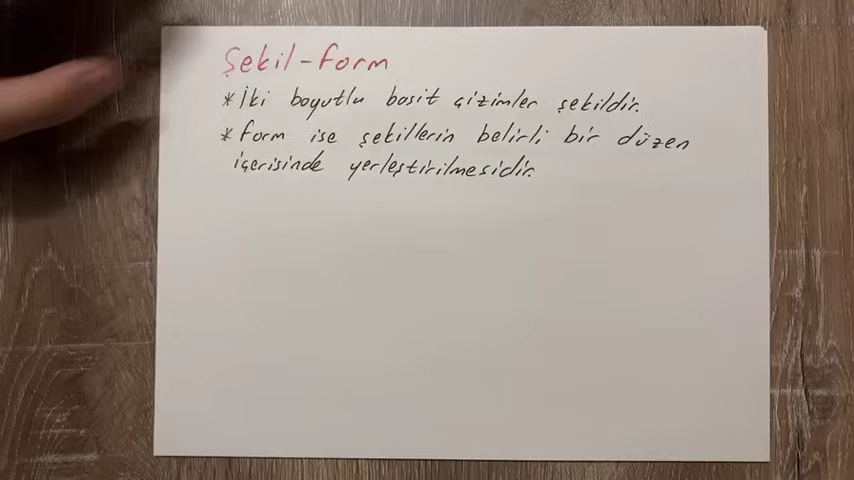 Şekil-Form
* İki boyutlu basit çizimler şekildir.
* Form ise şekillerin belirli bir düzen
içerisinde yerleştirilmesidir.